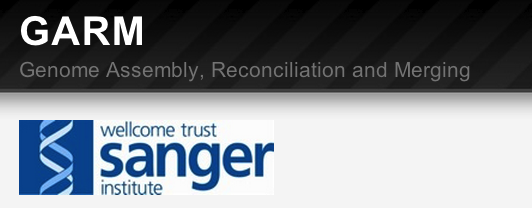 GARM
Genome Assembly, Reconciliation and Merging
wellcome trust
sanger
institute